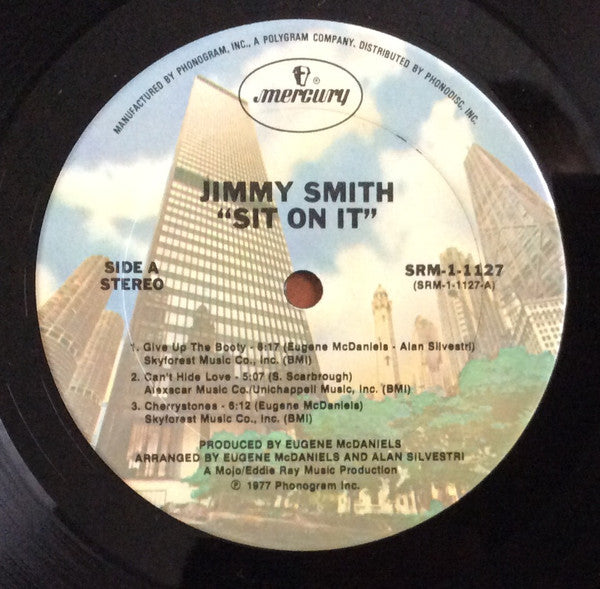 MANUFACTURED BY PHONOGRAM, INC., A POLYGRAM COMPANY. DISTRIBUTED BY PHONODISC, INC.
®
mercury
JIMMY SMITH
“SIT ON IT”
SIDE A
STEREO
SRM-1-1127
(SRM-1-1127-A)
1. Give Up The Booty - 6:17 (Eugene McDaniels - Alan Silvestri)
Skyforest Music Co., Inc. (BMI)
2. Can't Hide Love - 5:07 (S. Scarbrough)
Alexscar Music Co./Unichappell Music, Inc. (BMI)
3. Cherrystones - 6:12 (Eugene McDaniels)
Skyforest Music Co., Inc. (BMI)
PRODUCED BY EUGENE McDANIELS
ARRANGED BY EUGENE McDANIELS AND ALAN SILVESTRI
A Mojo/Eddie Ray Music Production
℗ 1977 Phonogram Inc.